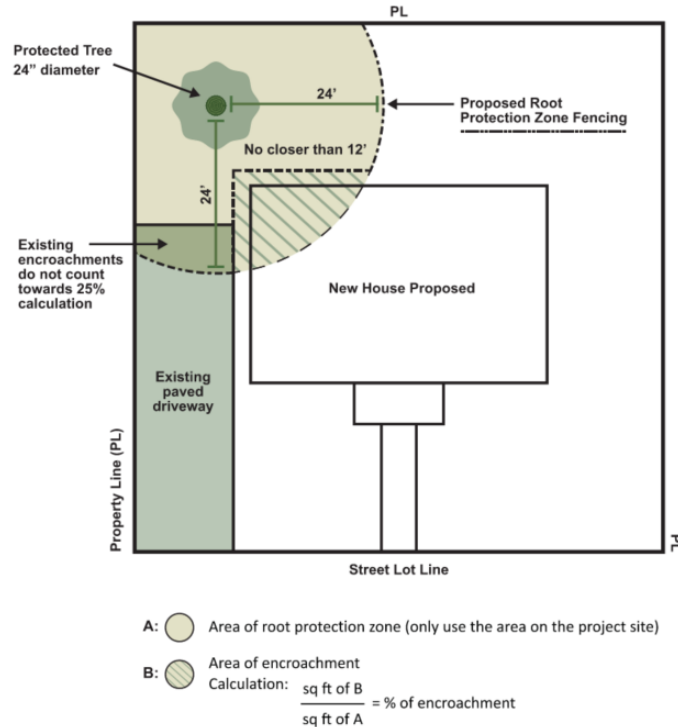 PL
Protected Tree
24” diameter
24’
Proposed Root
Protection Zone Fencing
No closer than 12’
24’
Existing
encroachments
do not count
towards 25%
calculation
New House Proposed
Existing
paved
driveway
Property Line (PL)
PL
Street Lot Line
A: Area of root protection zone (only use the area on the project site)
B: Area of encroachment
Calculation: sq ft of B
= % of encroachment
sq ft of A